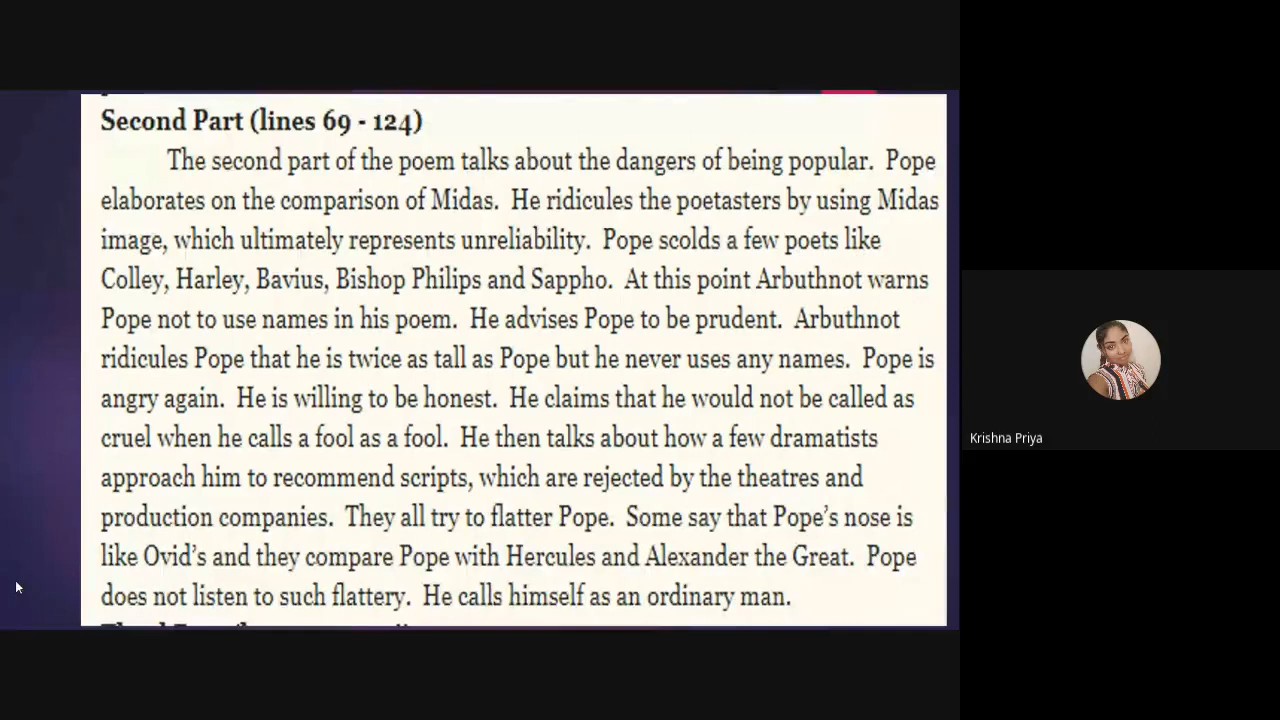 Second Part (lines 69 - 124)
The second part of the poem talks about the dangers of being popular. Pope
elaborates on the comparison of Midas. He ridicules the poetasters by using Midas
image, which ultimately represents unreliability. Pope scolds a few poets like
Colley, Harley, Bavius, Bishop Philips and Sappho. At this point Arbuthnot warns
Pope not to use names in his poem. He advises Pope to be prudent. Arbuthnot
ridicules Pope that he is twice as tall as Pope but he never uses any names. Pope is
angry again. He is willing to be honest. He claims that he would not be called as
cruel when he calls a fool as a fool. He then talks about how a few dramatists
approach him to recommend scripts, which are rejected by the theatres and
production companies. They all try to flatter Pope. Some say that Pope's nose is
like Ovid's and they compare Pope with Hercules and Alexander the Great. Pope
does not listen to such flattery. He calls himself as an ordinary man.
Krishna Priya